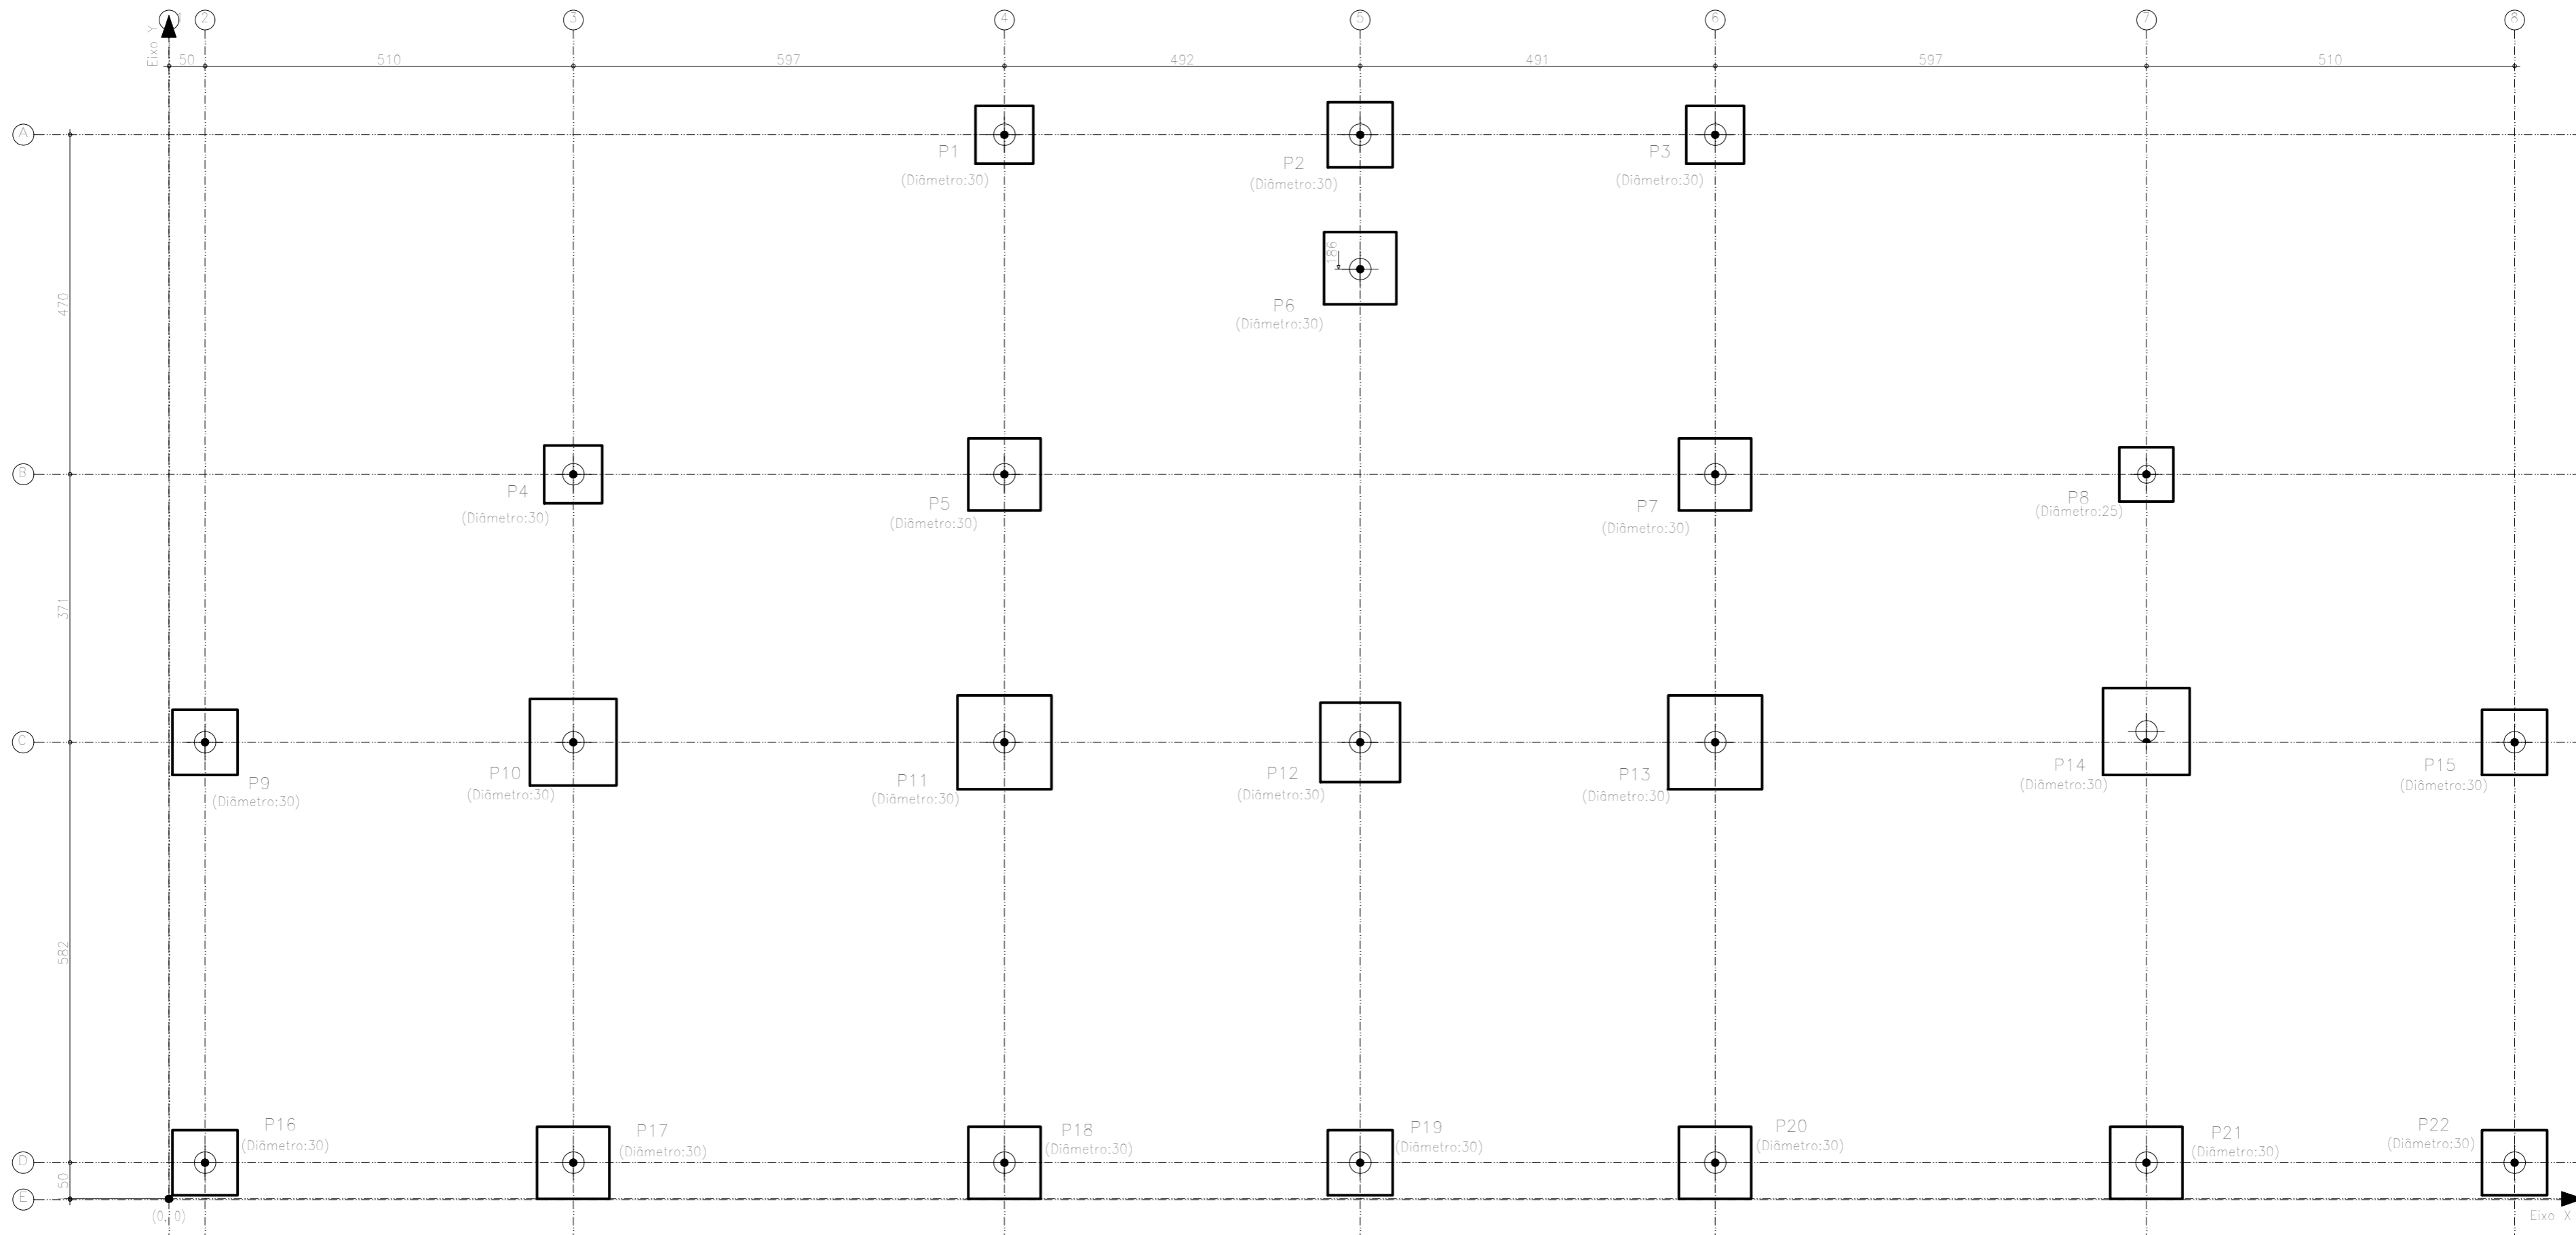 1 2 3 4 5 6 7 8
Eixo Y
50 510 597 492 491 597 510
A
P1 P2 P3
(Diâmetro:30) (Diâmetro:30) (Diâmetro:30)
186
470
P6
(Diâmetro:30)
B
P4 P5 P7 P8
(Diâmetro:30) (Diâmetro:30) (Diâmetro:30) (Diâmetro:25)
371
C
P9 P10 P11 P12 P13 P14 P15
(Diâmetro:30) (Diâmetro:30) (Diâmetro:30) (Diâmetro:30) (Diâmetro:30) (Diâmetro:30) (Diâmetro:30)
582
P16 P17 P18 P19 P20 P21 P22
(Diâmetro:30) (Diâmetro:30) (Diâmetro:30) (Diâmetro:30) (Diâmetro:30) (Diâmetro:30) (Diâmetro:30)
D
50
E
(0, 0)
Eixo X